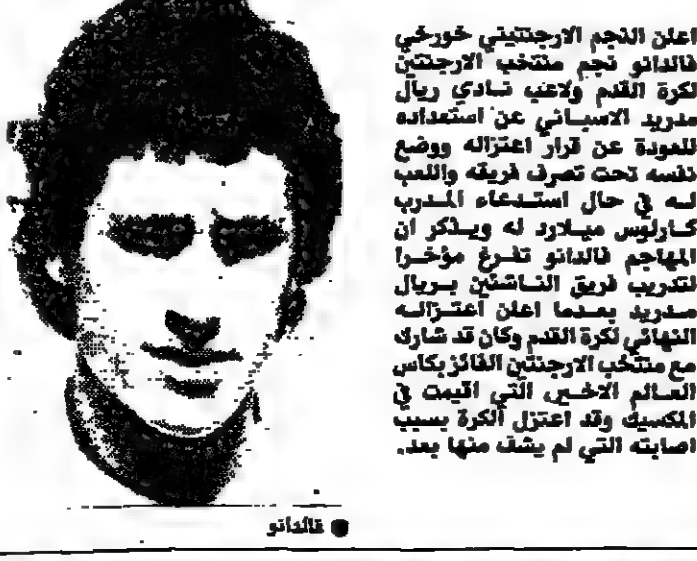 اعلن النجم الارجنتيني خورخي
فالدانو نجم منتخب الارجنتين
لكرة القدم ولاعب نادي ريال
مدريد الاسباني عن استعداده
للعودة عن قرار اعتزاله ووضع
نفسه تحت تصرف فريقه واللعب
له في حال استدعاء المدرب
كارلوس ميلارد له ويذكر ان
المهاجم فالدانو تفرغ مؤخرا
لتدريب فريق الناشئين بريال
مدريد بعدما اعلن اعتزاله
النهائي لكرة القدم وكان قد شارك
مع منتخب الارجنتين الفائز بكاس
العالم الاخير التي اقيمت في
المكسيك وقد اعتزل الكرة بسبب
اصابته التي لم يشف منها بعد.
● فالدانو